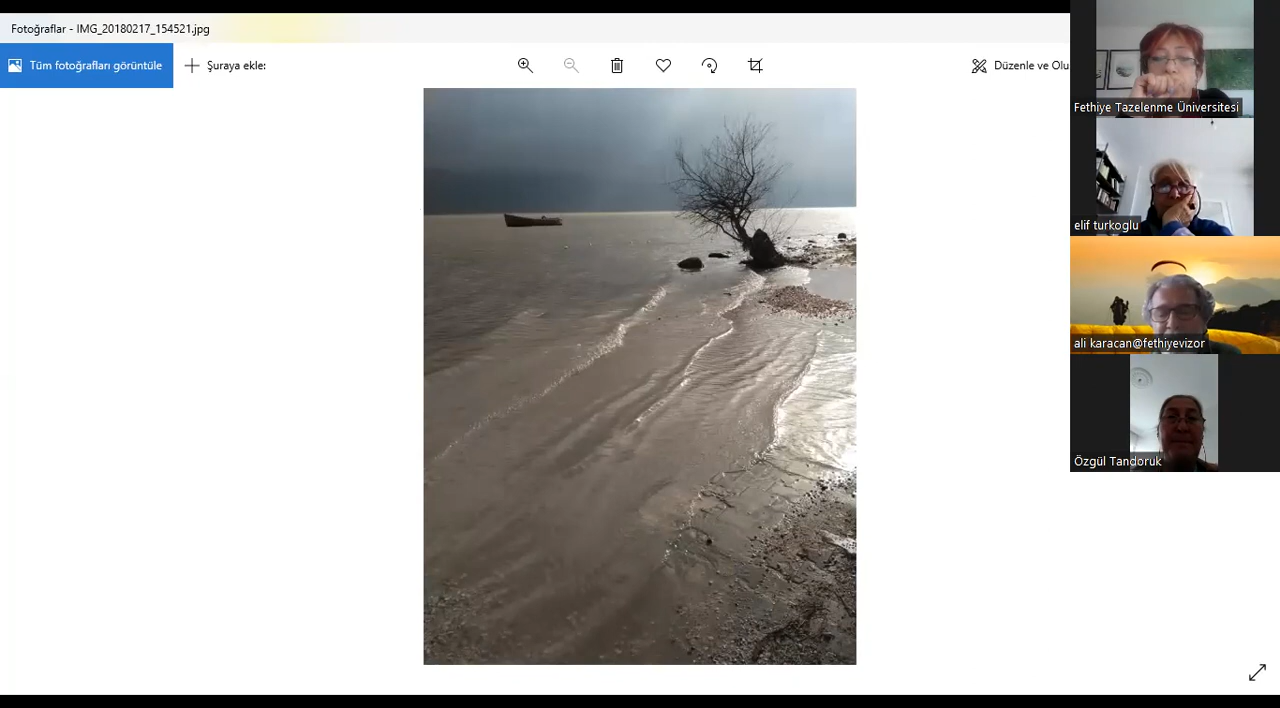 Fotoğraflar - IMG_20180217_154521.jpg
Tüm fotoğrafları görüntüle
Şuraya ekle:
Düzenle ve Olu
Fethiye Tazelenme Üniversitesi
elif turkoglu
ali karacan@fethiyevizor
Özgül Tandoruk